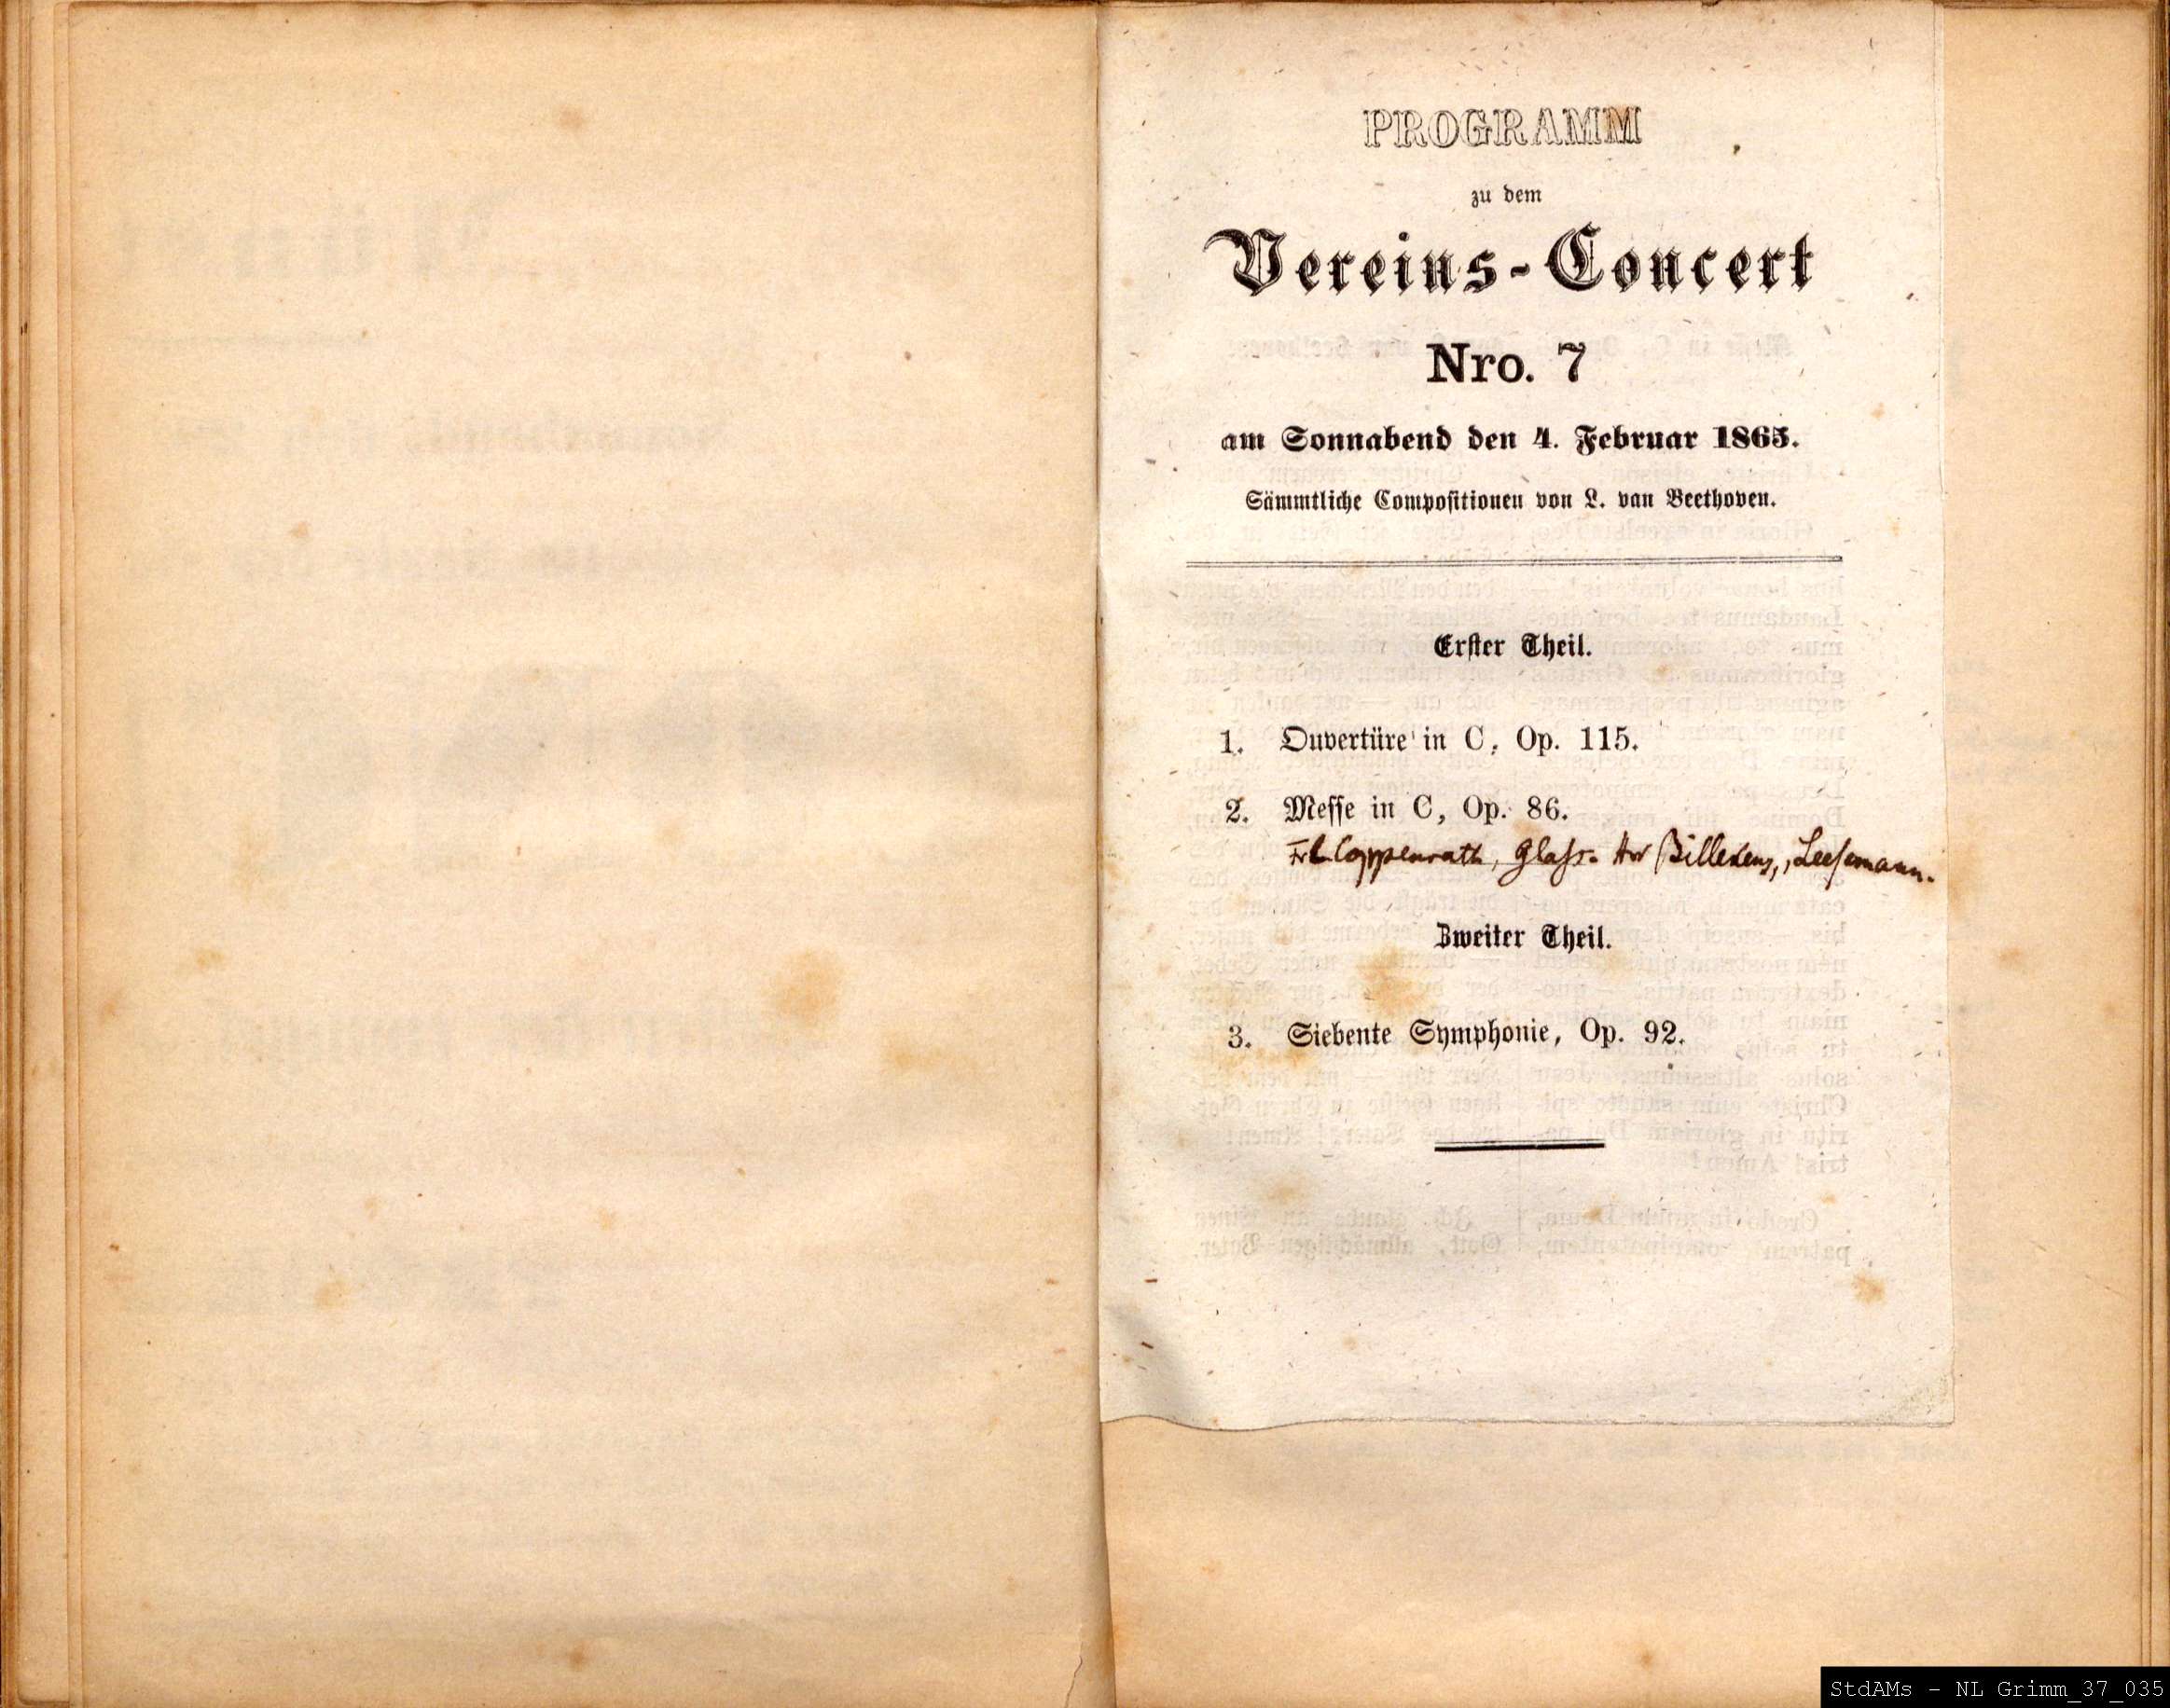 PROGRAMM
zu dem
Vereins-Concert
Nro. 7
am Sonnabend den 4. Februar 1865.
Sämmtliche Compositionen von L. van Beethoven.
Erster Theil.
1. Ouvertüre in C, Op. 115.
2. Messe in C, Op. 86.
Frl. Coppenrath, Hr Billekens, Leesemann.
Zweiter Theil.
3. Siebente Symphonie, Op. 92.
StdAMs - NL Grimm_37_035